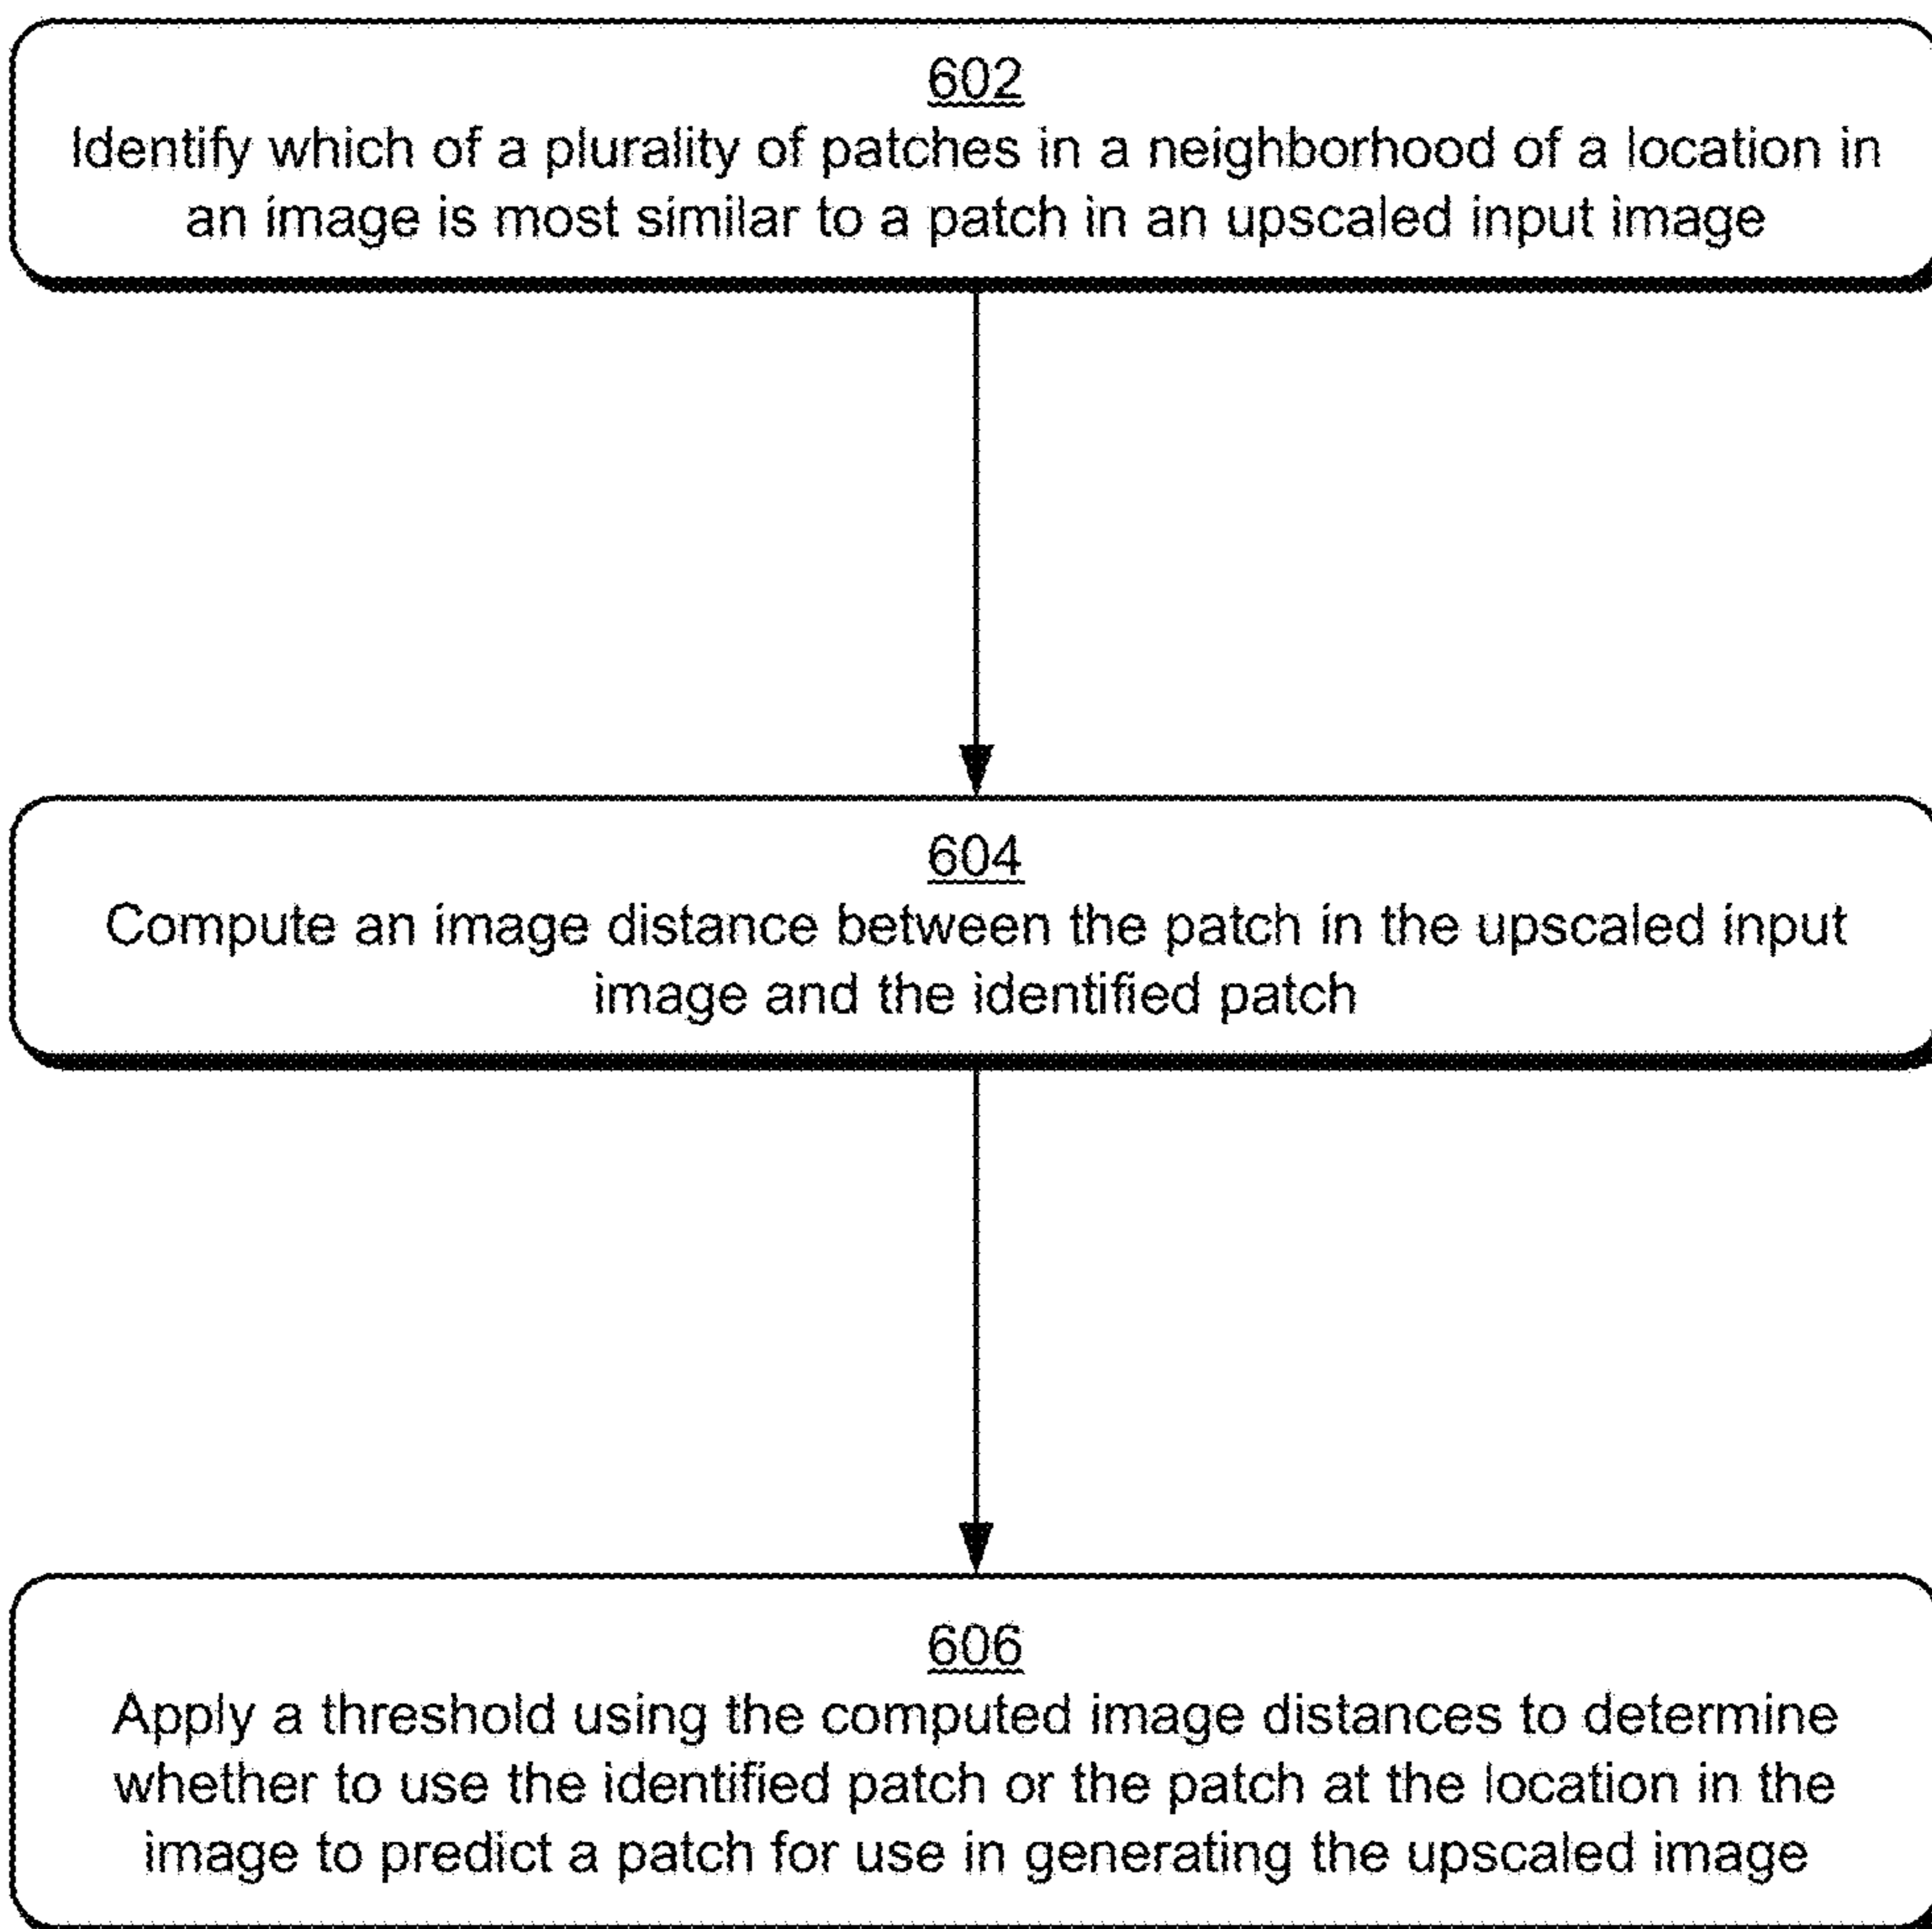 602
Identify which of a plurality of patches in a neighborhood of a location in
an image is most similar to a patch in an upscaled input image
604
Compute an image distance between the patch in the upscaled input
image and the identified patch
606
Apply a threshold using the computed image distances to determine
whether to use the identified patch or the patch at the location in the
image to predict a patch for use in generating the upscaled image